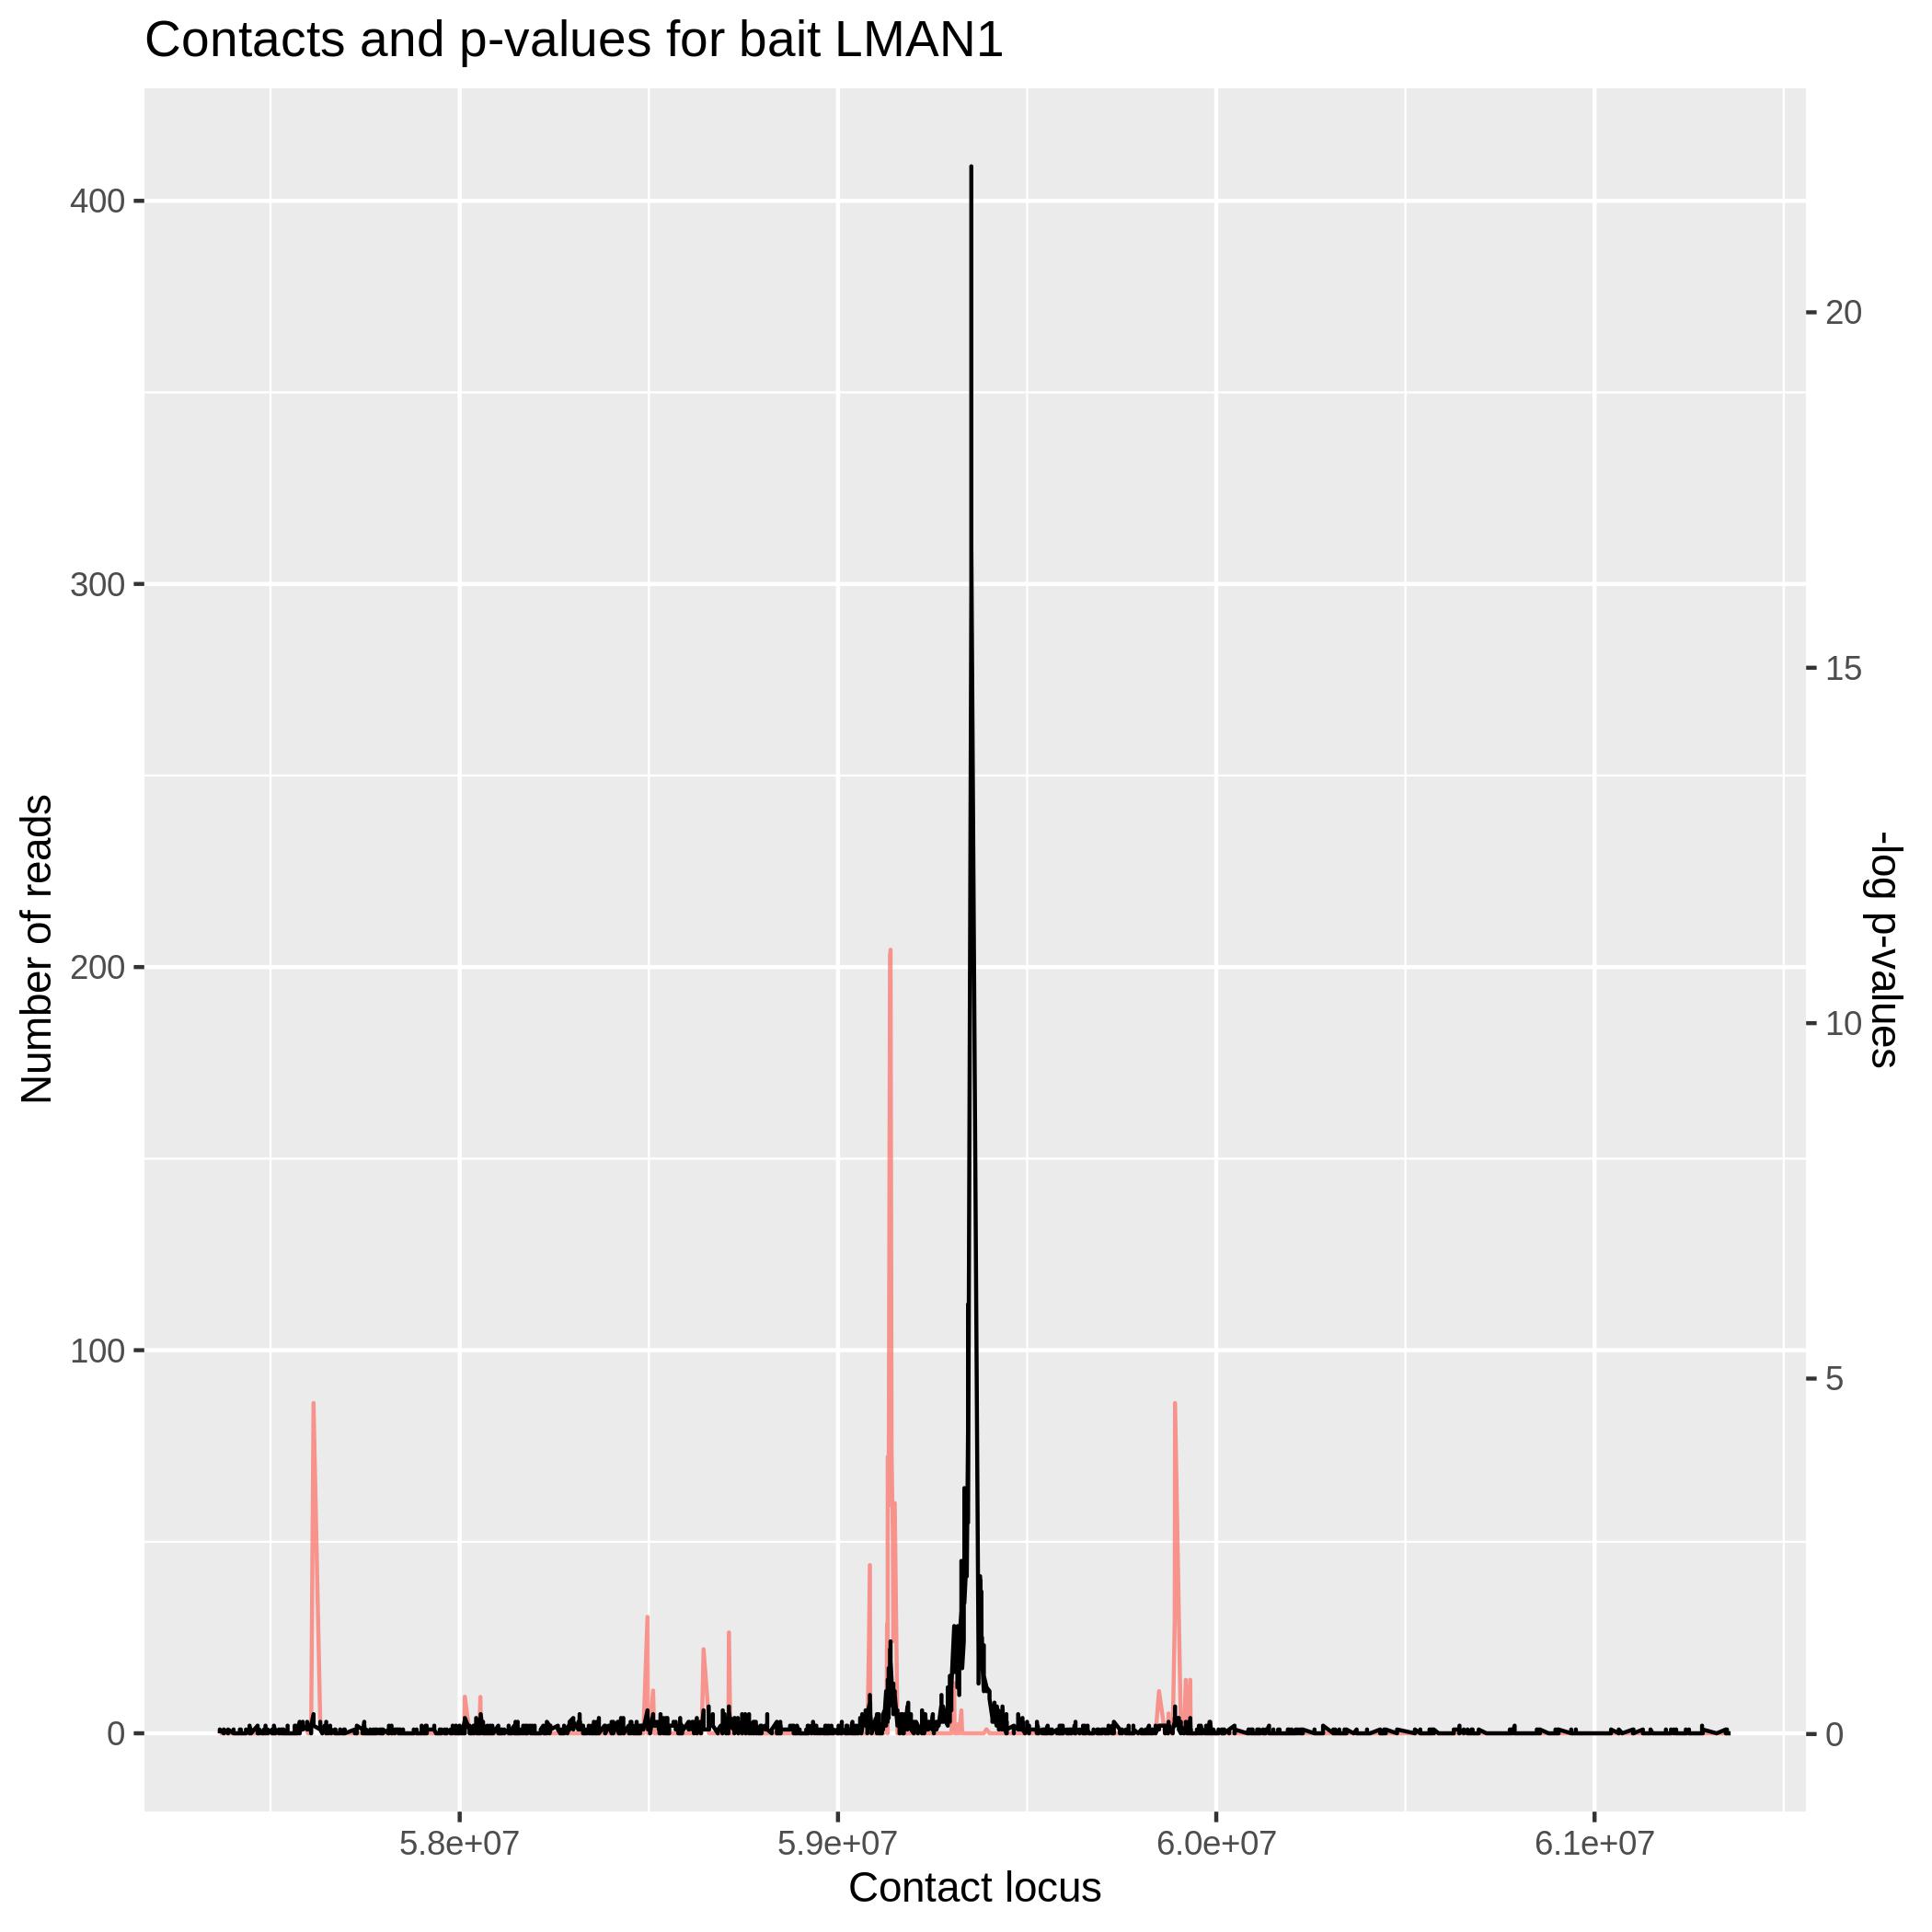 Contacts and p-values for bait LMAN1
400
300
200
100
0
Number of reads
20
15
10
5
0
-log p-values
5.8e+07
5.9e+07
6.0e+07
6.1e+07
Contact locus